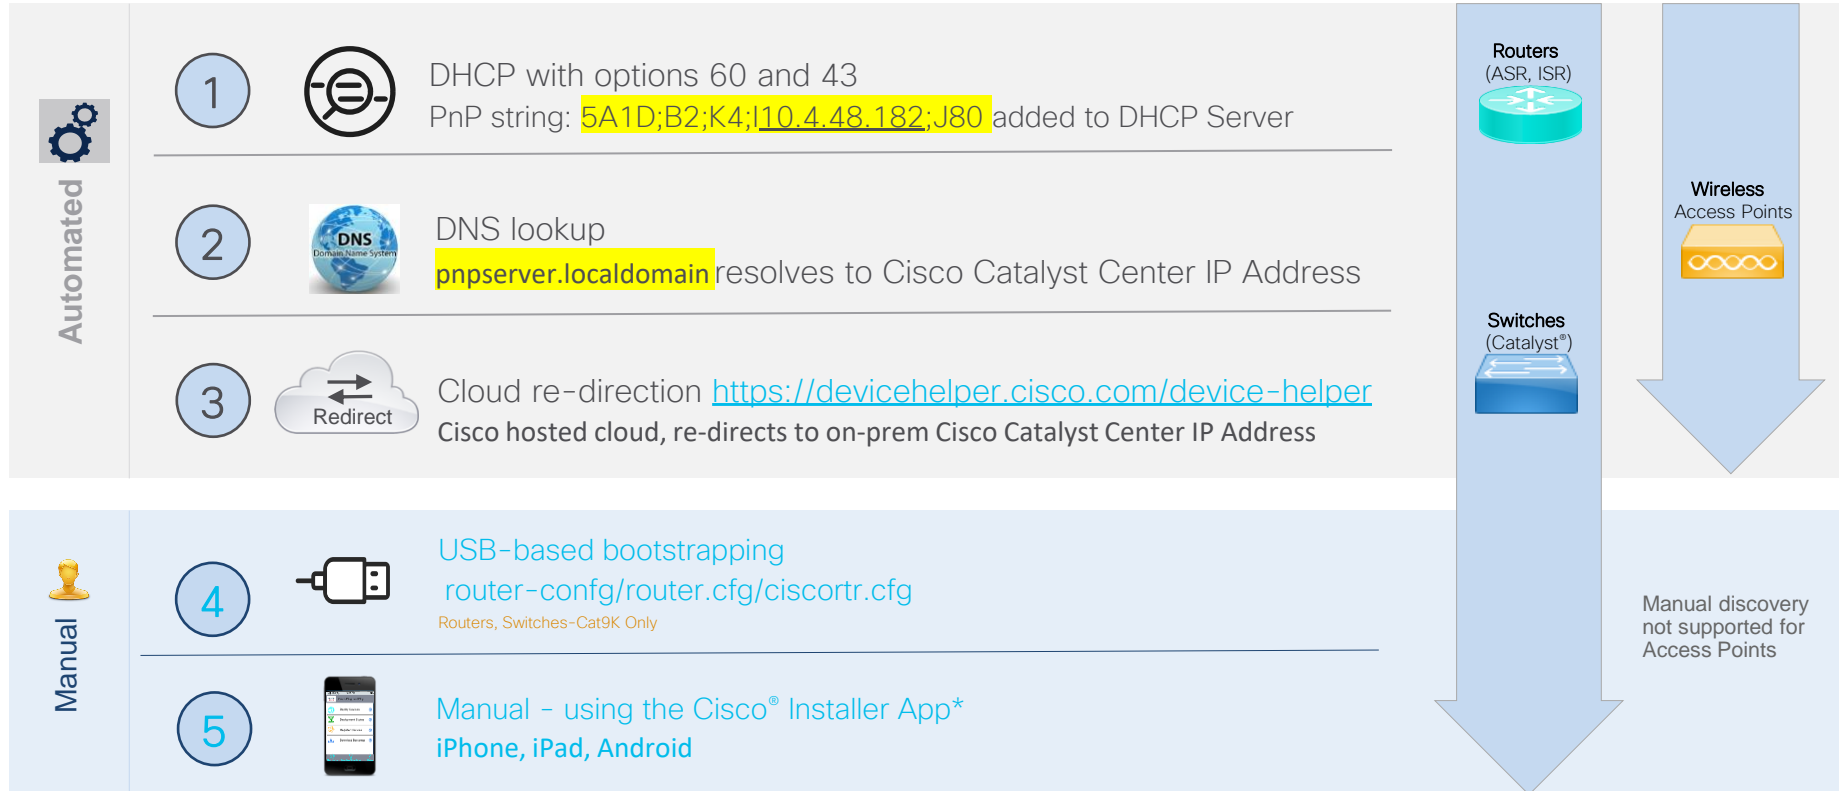 Automated
1
DHCP with options 60 and 43
PnP string: 5A1D;B2;K4;I10.4.48.182;J80 added to DHCP Server
2
DNS
Domain Name System
DNS lookup
pnpserver.localdomain resolves to Cisco Catalyst Center IP Address
3
Redirect
Cloud re-direction https://devicehelper.cisco.com/device-helper
Cisco hosted cloud, re-directs to on-prem Cisco Catalyst Center IP Address
Routers
(ASR, ISR)
Switches
(Catalyst®)
Wireless
Access Points
Manual
4
USB-based bootstrapping
router-confg/router.cfg/ciscortr.cfg
Routers, Switches-Cat9K Only
5
Manual - using the Cisco® Installer App*
iPhone, iPad, Android
Manual discovery
not supported for
Access Points